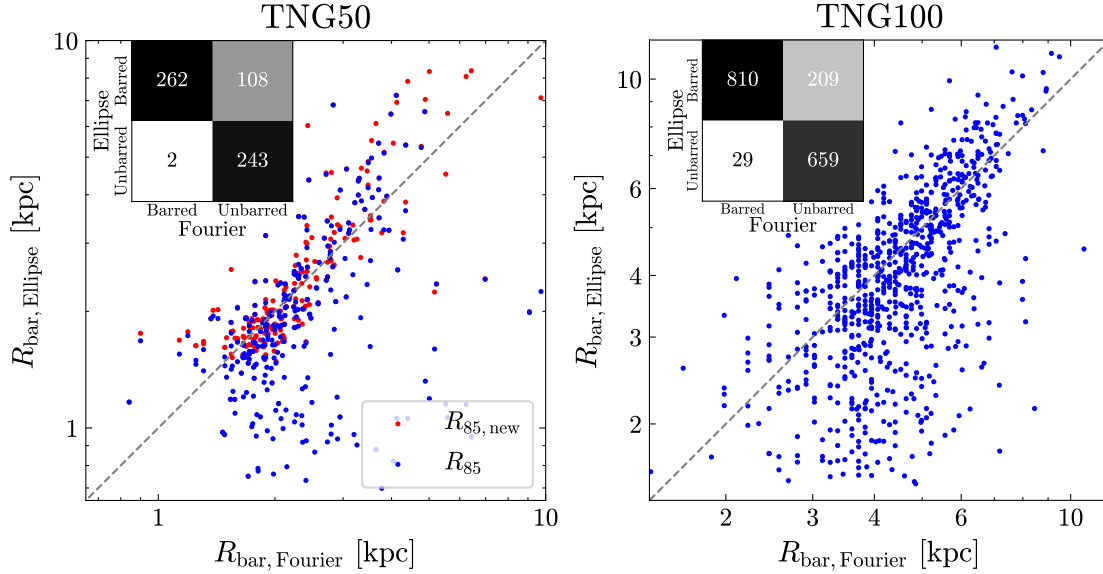 TNG50
10
1
R_bar, Ellipse [kpc]
Ellipse
Barred
Unbarred
262 108
2 243
Barred Unbarred
Fourier
R_85, new
R_85
1 10
R_bar, Fourier [kpc]
TNG100
10
6
4
3
2
R_bar, Ellipse [kpc]
Ellipse
Barred
Unbarred
810 209
29 659
Barred Unbarred
Fourier
2 3 4 6 10
R_bar, Fourier [kpc]